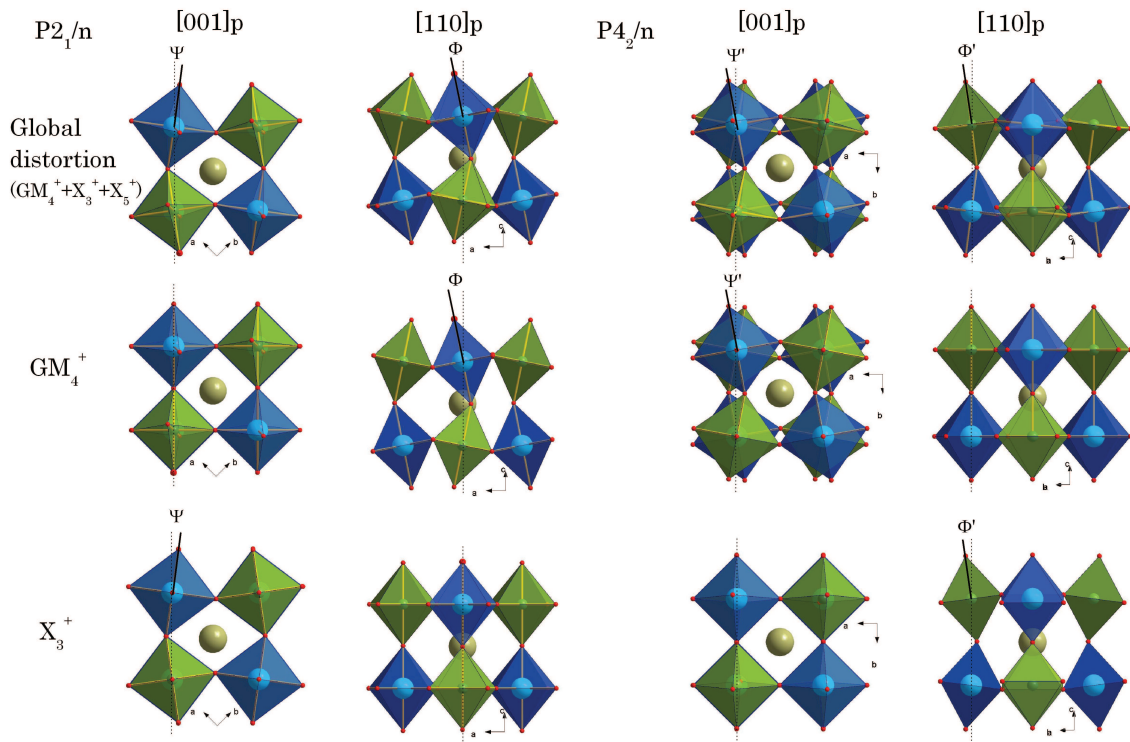 P2₁/n [001]p [110]p P4₂/n [001]p [110]p
Ψ Φ Ψ' Φ'
Global
distortion
(GM₄⁺+X₃⁺+X₅⁺)
a b
c a
a b
c b a
Φ Ψ'
GM₄⁺
a b
c a
a b
c b a
Ψ Φ'
X₃⁺
a b
c a
a b
c b a